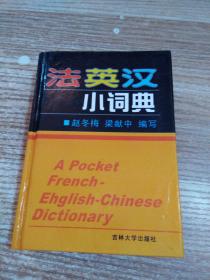 法英汉
小词典
■赵冬梅 梁献中 编写
A Pocket
French-
Ehglish-Chinese
Dictionary
吉林大学出版社